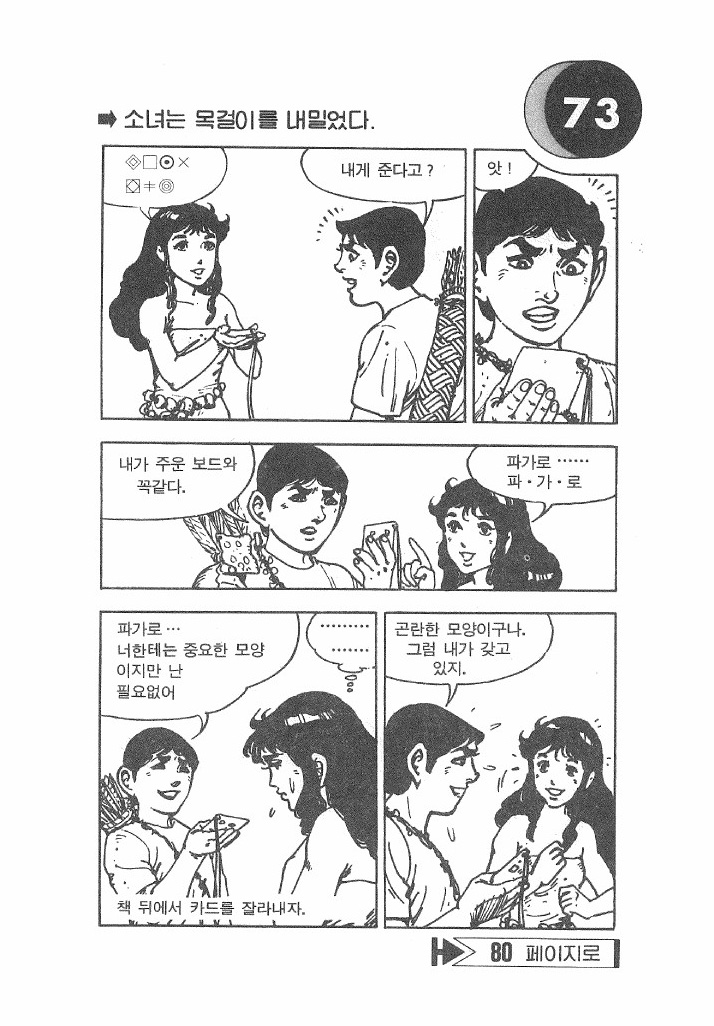 73
➡ 소녀는 목걸이를 내밀었다.
◈□⊙×
⌑⧧◎
내게 준다고?
앗!
내가 주운 보드와
꼭같다.
파가로 ……
파·가·로
파가로…
너한테는 중요한 모양
이지만 난
필요없어
………
……
곤란한 모양이구나.
그럼 내가 갖고
있지.
책 뒤에서 카드를 잘라내자.
80 페이지로